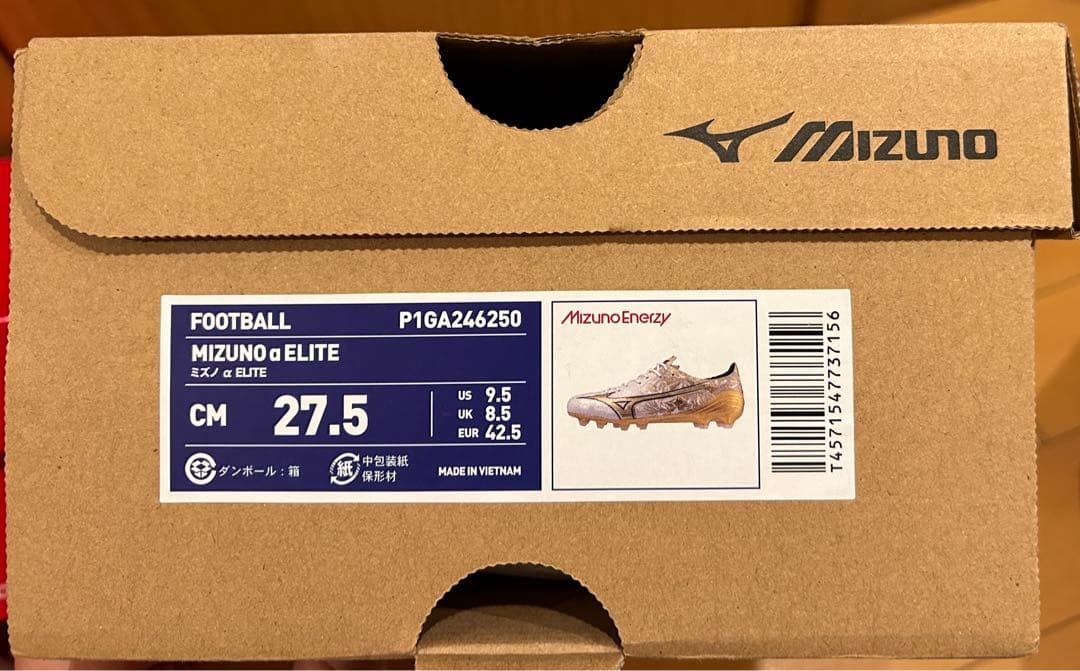 MIZUNO
FOOTBALL P1GA246250
MIZUNO α ELITE
ミズノ α ELITE
CM 27.5
US 9.5
UK 8.5
EUR 42.5
ダンボール：箱
紙 中包装紙
保形材
MADE IN VIETNAM
MizunoEnerzy
T4571547737156